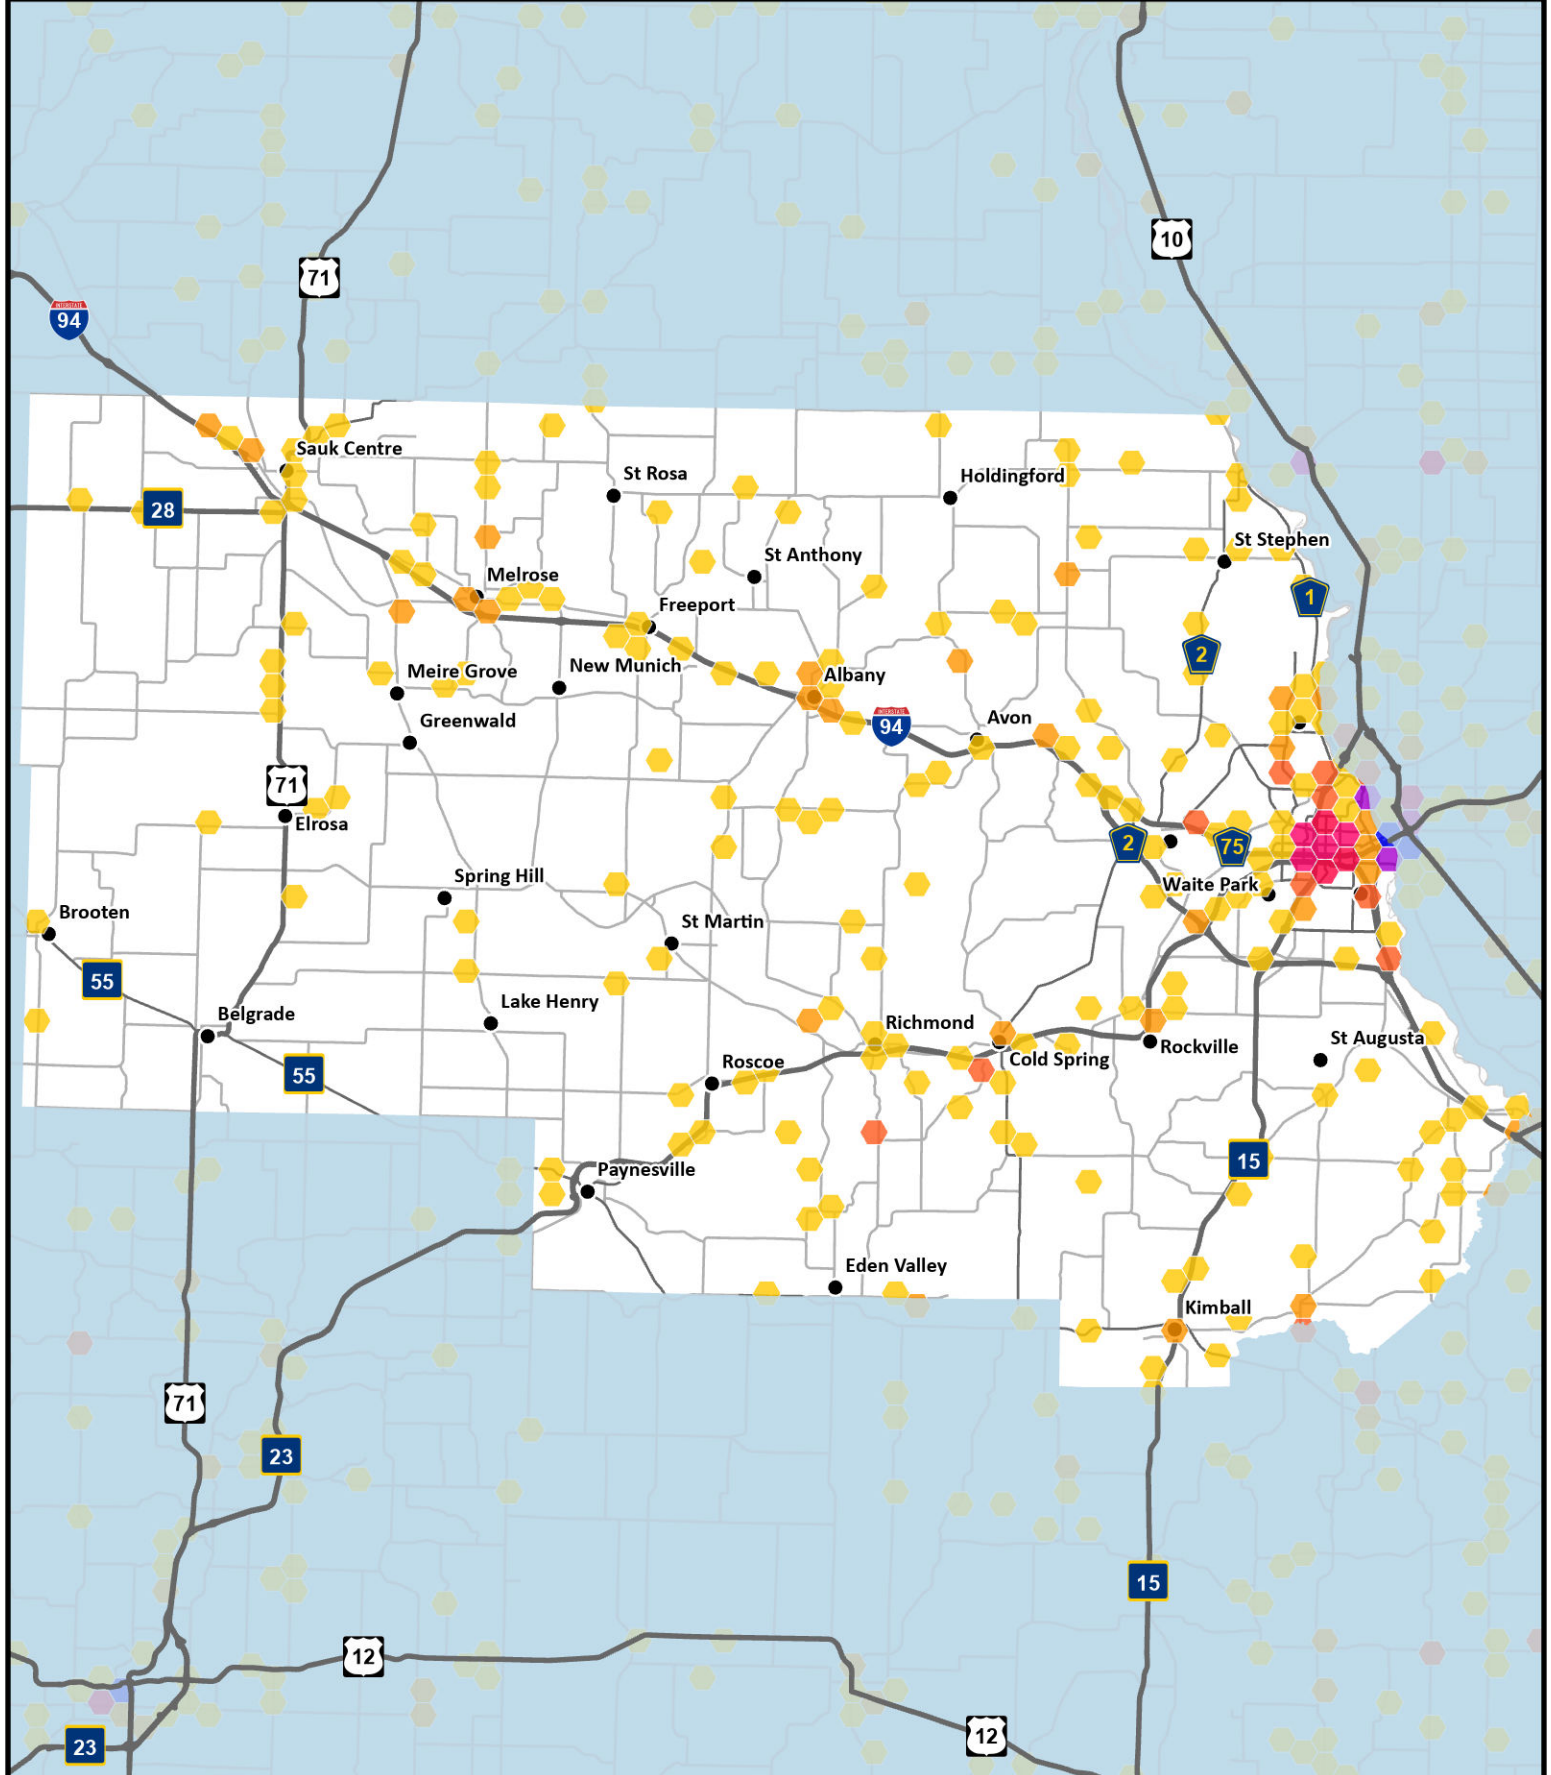 10
71
INTERSTATE
94
Sauk Centre
St Rosa
Holdingford
28
St Stephen
St Anthony
Melrose
1
Freeport
2
New Munich
Meire Grove
Albany
Greenwald
Avon
INTERSTATE
94
71
Elrosa
2
75
Spring Hill
Waite Park
Brooten
St Martin
55
Lake Henry
Belgrade
Richmond
St Augusta
Rockville
Cold Spring
Roscoe
55
15
Paynesville
Eden Valley
Kimball
71
23
15
12
12
23